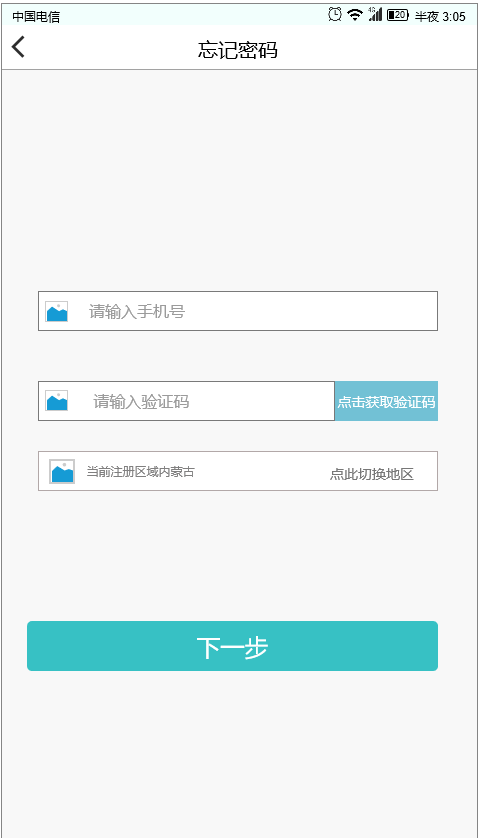 中国电信 4G 20 半夜 3:05
忘记密码
请输入手机号
请输入验证码 点击获取验证码
当前注册区域内蒙古 点此切换地区
下一步